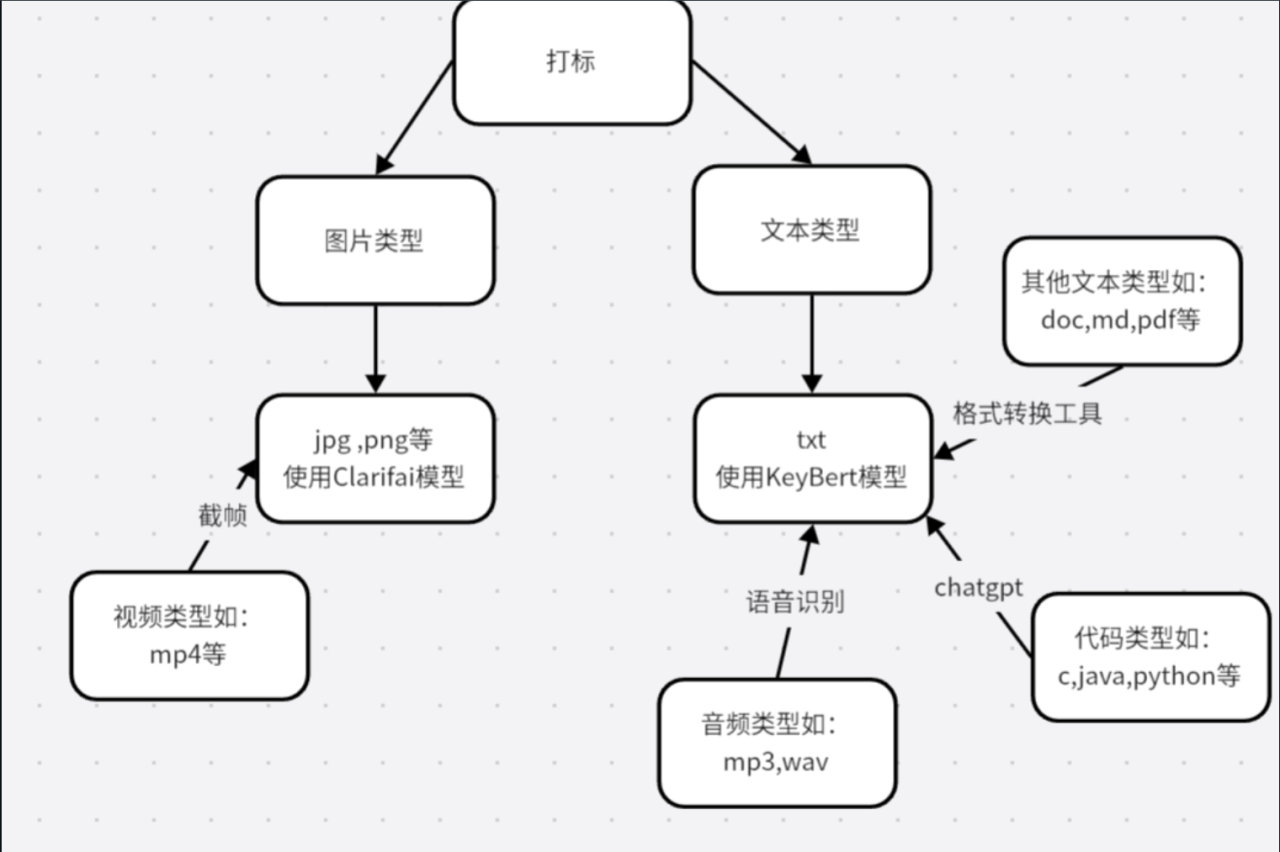 打标
图片类型
文本类型
其他文本类型如：
doc,md,pdf等
格式转换工具
jpg ,png等
使用Clarifai模型
txt
使用KeyBert模型
截帧
视频类型如：
mp4等
语音识别
chatgpt
代码类型如：
c,java,python等
音频类型如：
mp3,wav